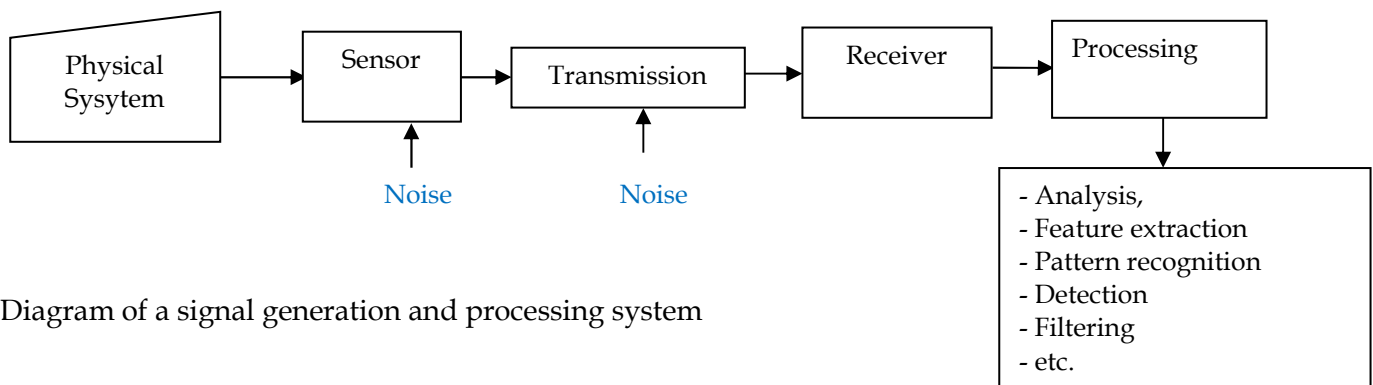 Physical
Sysytem
Sensor
Transmission
Receiver
Processing
Noise
Noise
- Analysis,
- Feature extraction
- Pattern recognition
- Detection
- Filtering
- etc.
Diagram of a signal generation and processing system